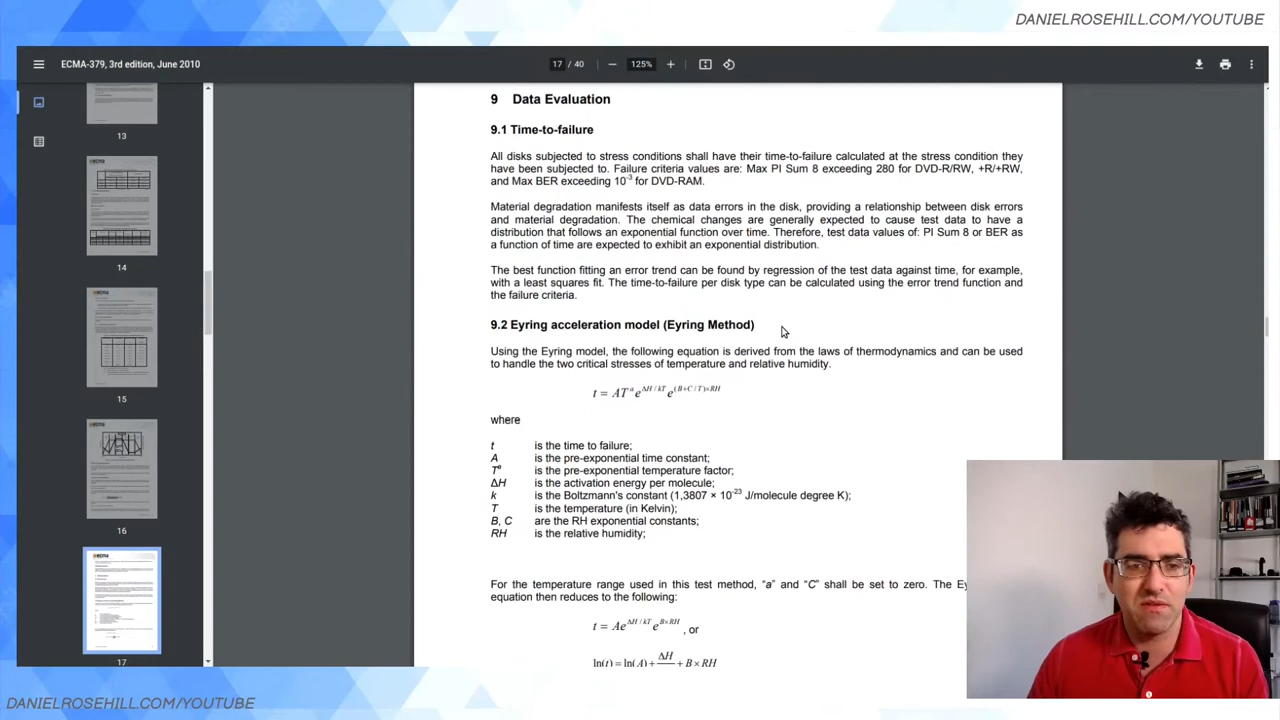 DANIELROSEHILL.COM/YOUTUBE
ECMA-379, 3rd edition, June 2010
17 / 40
125%
13
14
15
16
17
9 Data Evaluation
9.1 Time-to-failure
All disks subjected to stress conditions shall have their time-to-failure calculated at the stress condition they
have been subjected to. Failure criteria values are: Max PI Sum 8 exceeding 280 for DVD-R/RW, +R/+RW,
and Max BER exceeding 10⁻³ for DVD-RAM.
Material degradation manifests itself as data errors in the disk, providing a relationship between disk errors
and material degradation. The chemical changes are generally expected to cause test data to have a
distribution that follows an exponential function over time. Therefore, test data values of: PI Sum 8 or BER as
a function of time are expected to exhibit an exponential distribution.
The best function fitting an error trend can be found by regression of the test data against time, for example,
with a least squares fit. The time-to-failure per disk type can be calculated using the error trend function and
the failure criteria.
9.2 Eyring acceleration model (Eyring Method)
Using the Eyring model, the following equation is derived from the laws of thermodynamics and can be used
to handle the two critical stresses of temperature and relative humidity.
t = ATᵃe^ΔH/kT e^(B+C/T)×RH
where
t is the time to failure;
A is the pre-exponential time constant;
Tᵃ is the pre-exponential temperature factor;
ΔH is the activation energy per molecule;
k is the Boltzmann's constant (1,3807 × 10⁻²³ J/molecule degree K);
T is the temperature (in Kelvin);
B, C are the RH exponential constants;
RH is the relative humidity;
For the temperature range used in this test method, "a" and "C" shall be set to zero. The Ey
equation then reduces to the following:
t = Ae^ΔH/kT e^B×RH , or
ln(t) = ln(A) + ΔH + B × RH
DANIELROSEHILL.COM/YOUTUBE